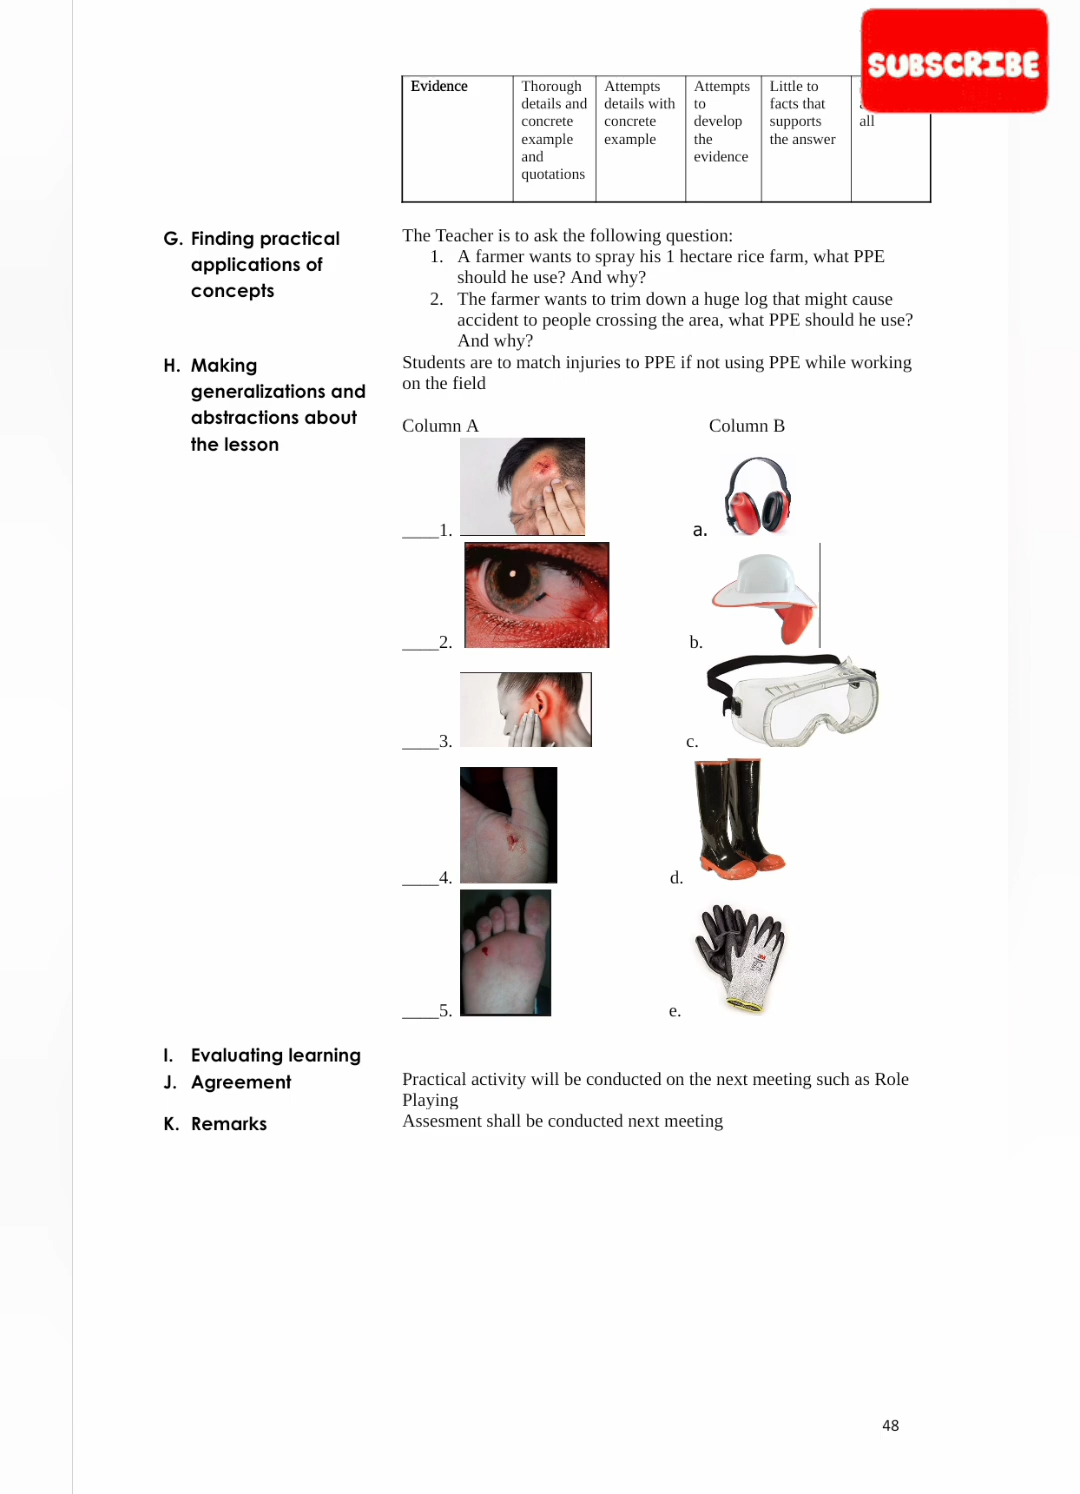 SUBSCRIBE
Evidence
Thorough
details and
concrete
example
and
quotations
Attempts
details with
concrete
example
Attempts
to
develop
the
evidence
Little to
facts that
supports
the answer
all
G. Finding practical
applications of
concepts
The Teacher is to ask the following question:
1. A farmer wants to spray his 1 hectare rice farm, what PPE
should he use? And why?
2. The farmer wants to trim down a huge log that might cause
accident to people crossing the area, what PPE should he use?
And why?
H. Making
generalizations and
abstractions about
the lesson
Students are to match injuries to PPE if not using PPE while working
on the field
Column A Column B
____1. a.
____2. b.
____3. c.
____4. d.
____5. e.
3M
I. Evaluating learning
J. Agreement
Practical activity will be conducted on the next meeting such as Role
Playing
K. Remarks
Assesment shall be conducted next meeting
48